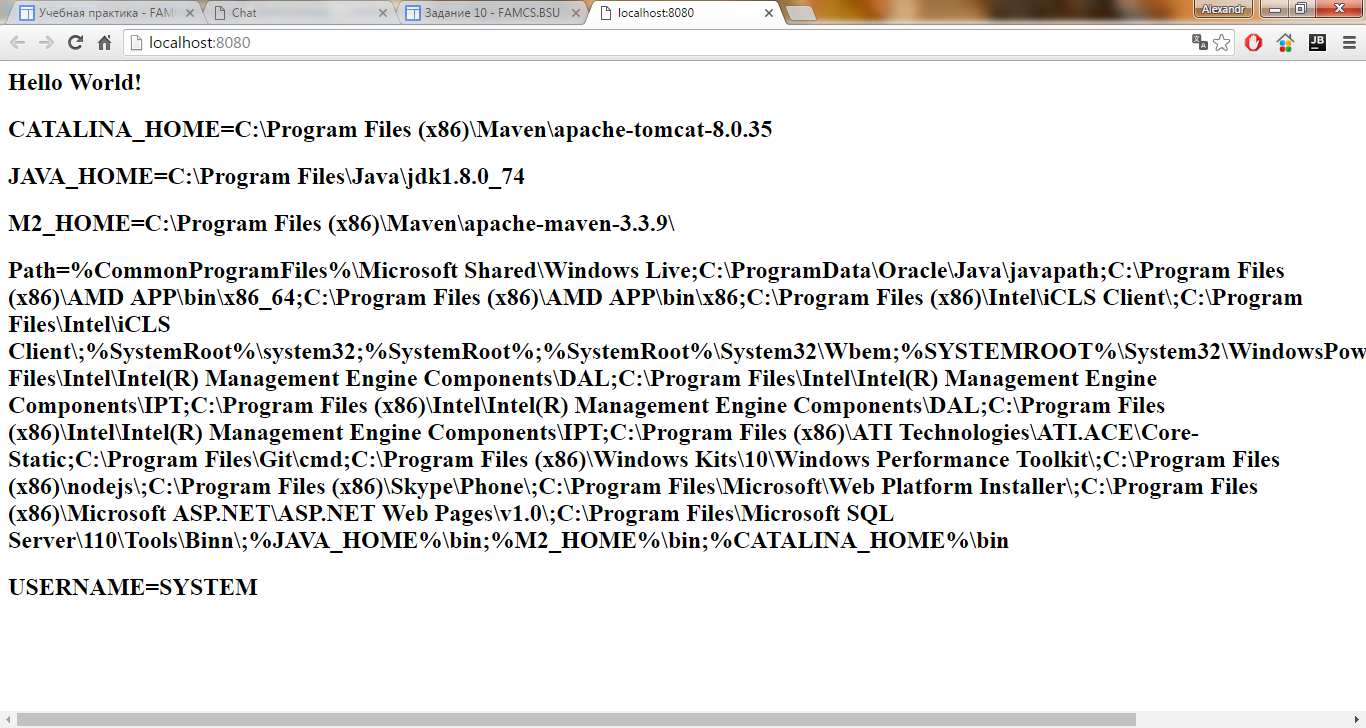 Учебная практика - FAM
Chat
Задание 10 - FAMCS.BSU
localhost:8080
Alexandr
localhost:8080
JB
Hello World!
CATALINA_HOME=C:\Program Files (x86)\Maven\apache-tomcat-8.0.35
JAVA_HOME=C:\Program Files\Java\jdk1.8.0_74
M2_HOME=C:\Program Files (x86)\Maven\apache-maven-3.3.9\
Path=%CommonProgramFiles%\Microsoft Shared\Windows Live;C:\ProgramData\Oracle\Java\javapath;C:\Program Files
(x86)\AMD APP\bin\x86_64;C:\Program Files (x86)\AMD APP\bin\x86;C:\Program Files (x86)\Intel\iCLS Client\;C:\Program
Files\Intel\iCLS
Client\;%SystemRoot%\system32;%SystemRoot%;%SystemRoot%\System32\Wbem;%SYSTEMROOT%\System32\WindowsPow
Files\Intel\Intel(R) Management Engine Components\DAL;C:\Program Files\Intel\Intel(R) Management Engine
Components\IPT;C:\Program Files (x86)\Intel\Intel(R) Management Engine Components\DAL;C:\Program Files
(x86)\Intel\Intel(R) Management Engine Components\IPT;C:\Program Files (x86)\ATI Technologies\ATI.ACE\Core-
Static;C:\Program Files\Git\cmd;C:\Program Files (x86)\Windows Kits\10\Windows Performance Toolkit\;C:\Program Files
(x86)\nodejs\;C:\Program Files (x86)\Skype\Phone\;C:\Program Files\Microsoft\Web Platform Installer\;C:\Program Files
(x86)\Microsoft ASP.NET\ASP.NET Web Pages\v1.0\;C:\Program Files\Microsoft SQL
Server\110\Tools\Binn\;%JAVA_HOME%\bin;%M2_HOME%\bin;%CATALINA_HOME%\bin
USERNAME=SYSTEM